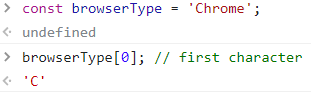 > const browserType = 'Chrome';
< undefined
> browserType[0]; // first character
< 'C'